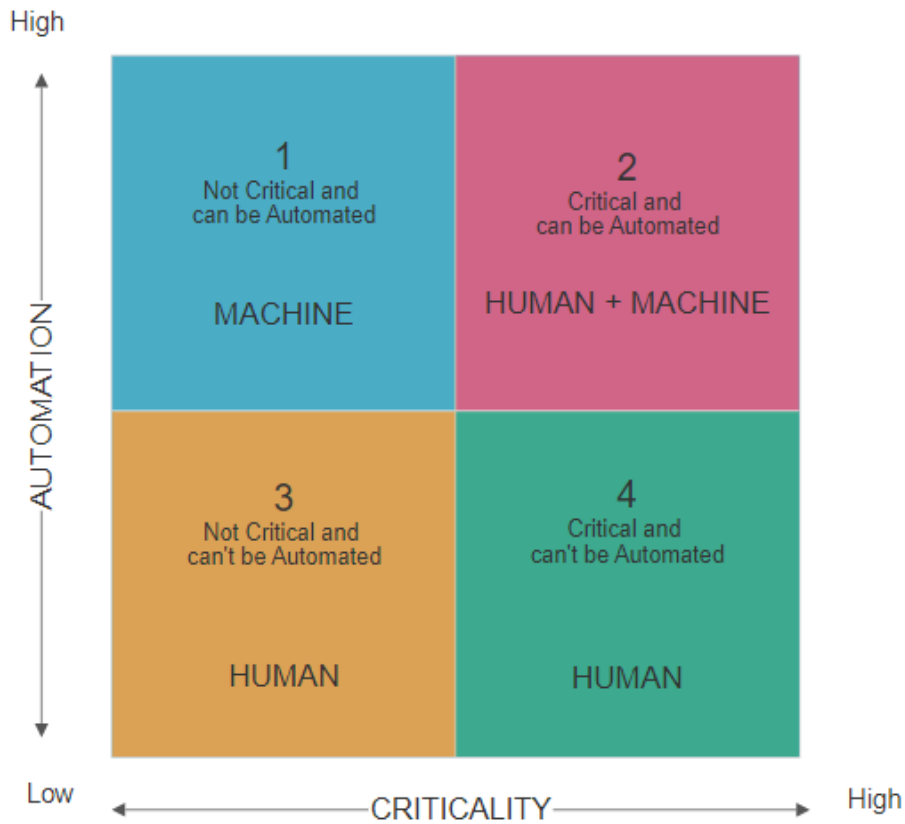 High
1
Not Critical and
can be Automated
MACHINE
2
Critical and
can be Automated
HUMAN + MACHINE
AUTOMATION
3
Not Critical and
can't be Automated
HUMAN
4
Critical and
can't be Automated
HUMAN
Low
CRITICALITY
High